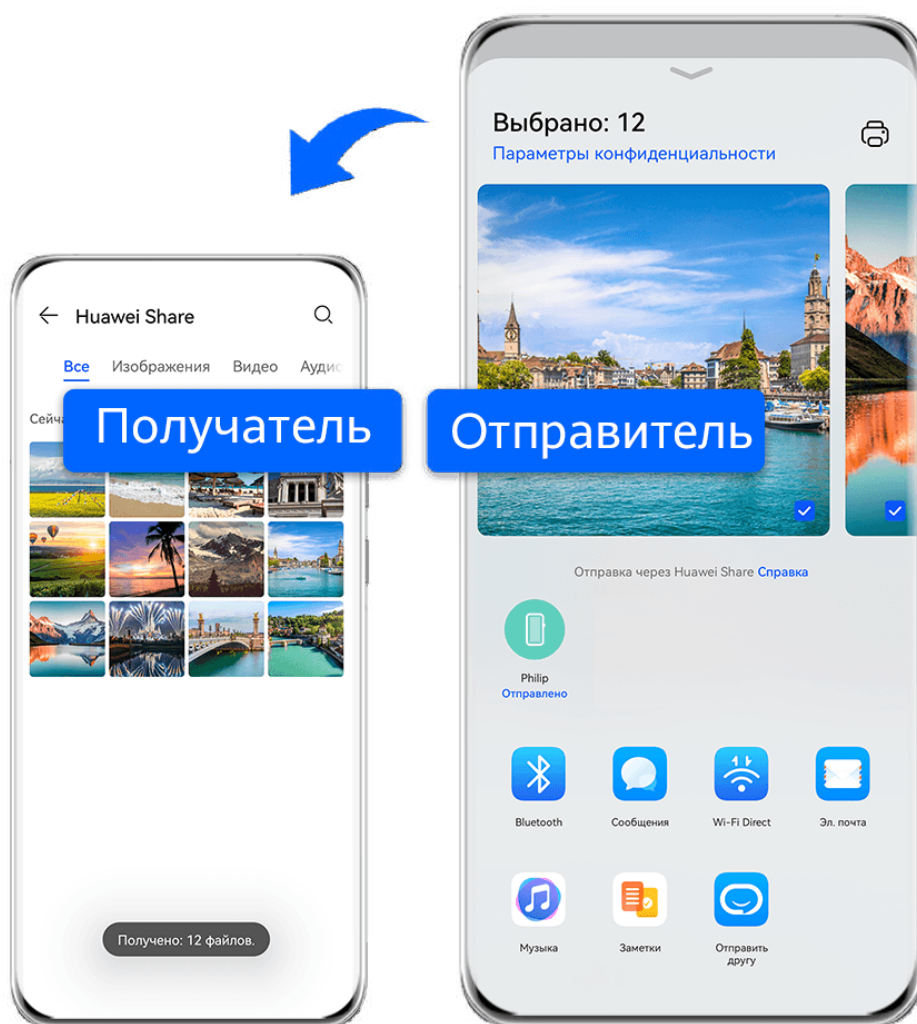 Выбрано: 12
Параметры конфиденциальности
Huawei Share
Все Изображения Видео
Получатель
Отправитель
Отправка через Huawei Share Справка
Philip
Отправлено
Bluetooth Сообщения Wi-Fi Direct Эл. почта
Музыка Заметки Отправить
другу
Получено: 12 файлов.